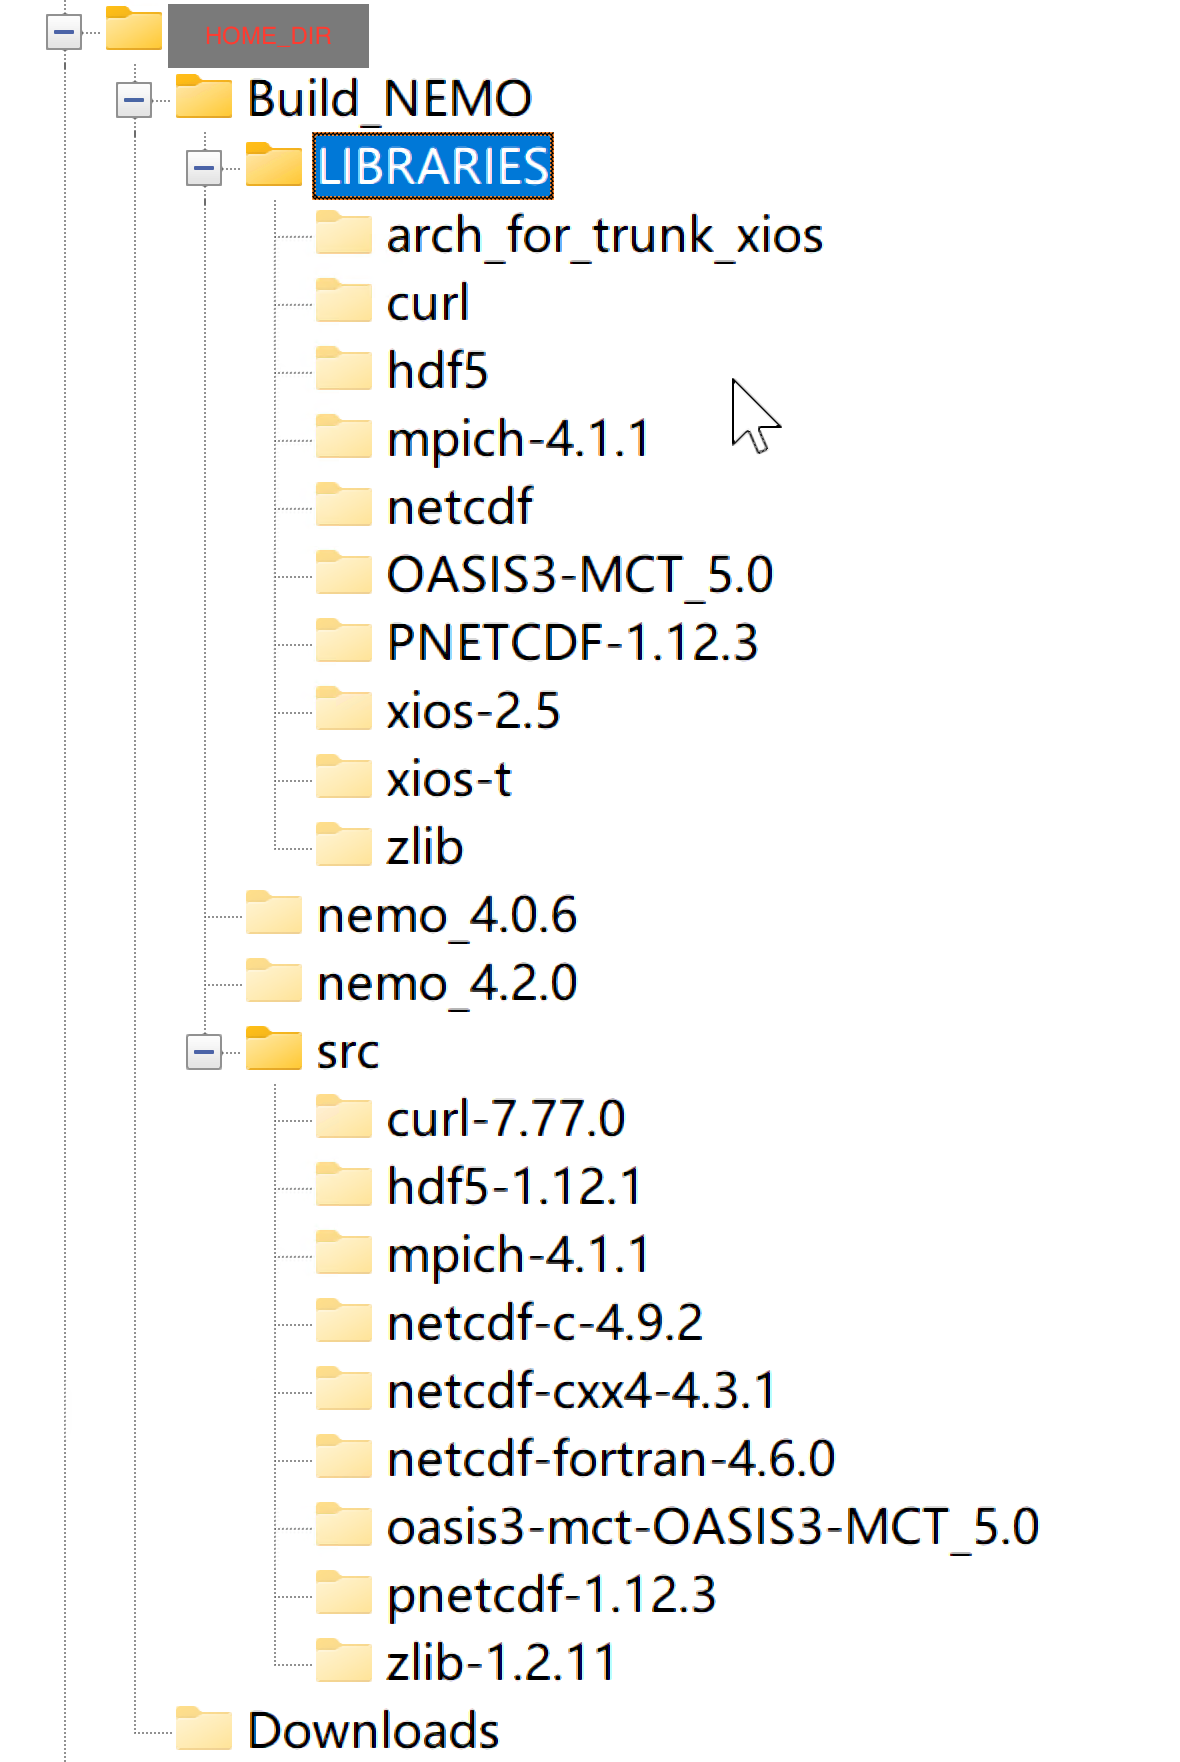 HOME_DIR
Build_NEMO
LIBRARIES
arch_for_trunk_xios
curl
hdf5
mpich-4.1.1
netcdf
OASIS3-MCT_5.0
PNETCDF-1.12.3
xios-2.5
xios-t
zlib
nemo_4.0.6
nemo_4.2.0
src
curl-7.77.0
hdf5-1.12.1
mpich-4.1.1
netcdf-c-4.9.2
netcdf-cxx4-4.3.1
netcdf-fortran-4.6.0
oasis3-mct-OASIS3-MCT_5.0
pnetcdf-1.12.3
zlib-1.2.11
Downloads